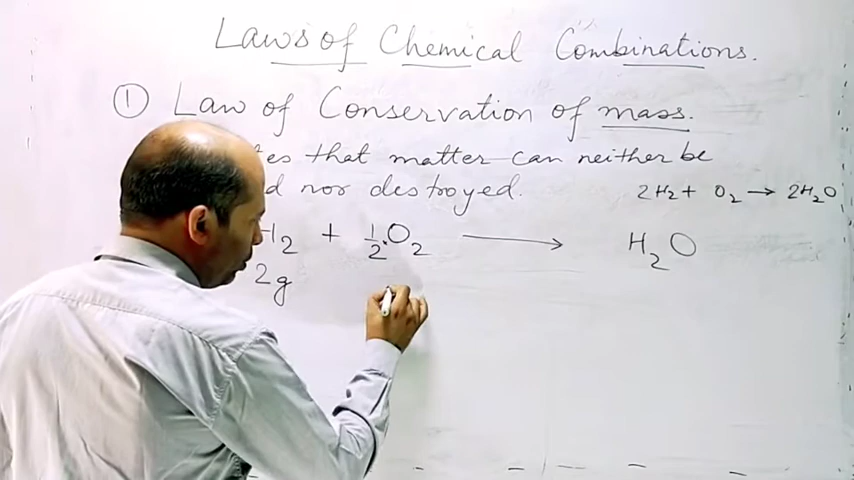 Laws of Chemical Combinations.
① Law of Conservation of mass.
that matter can neither be
nor destroyed.
2H₂ + O₂ → 2H₂O
H₂ + ½O₂ → H₂O
2g